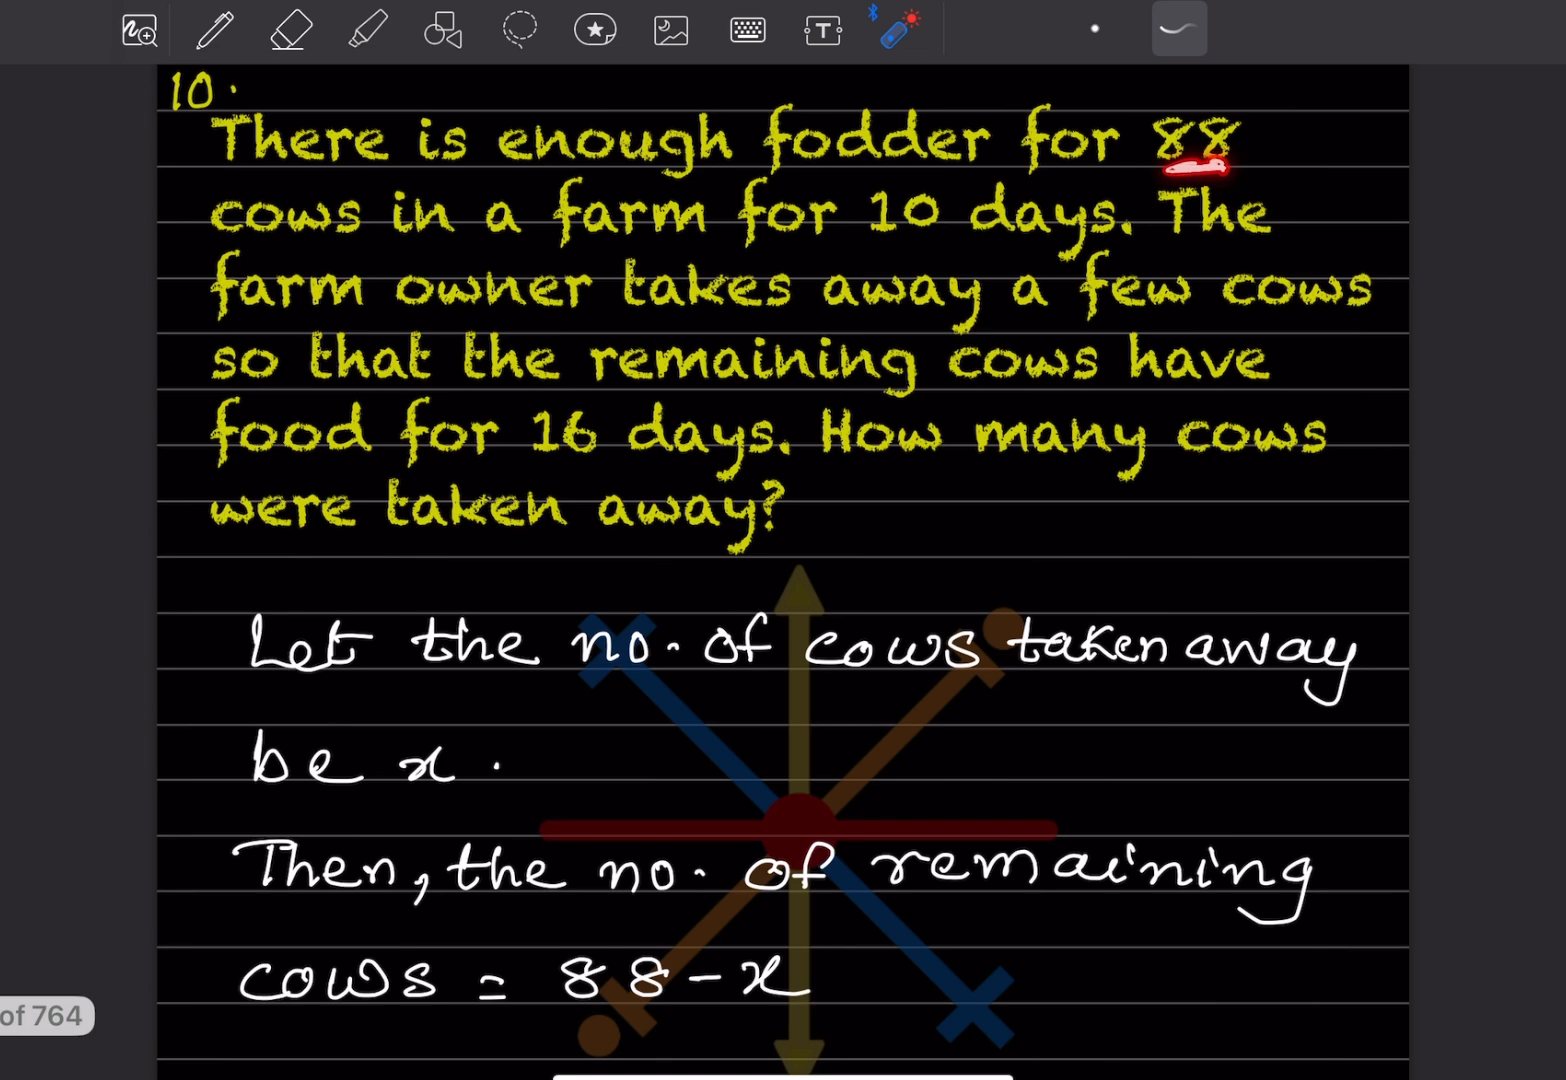 10.
There is enough fodder for 88
cows in a farm for 10 days. The
farm owner takes away a few cows
so that the remaining cows have
food for 16 days. How many cows
were taken away?
Let the no. of cows taken away
be x.
Then, the no. of remaining
cows = 88 - x
of 764